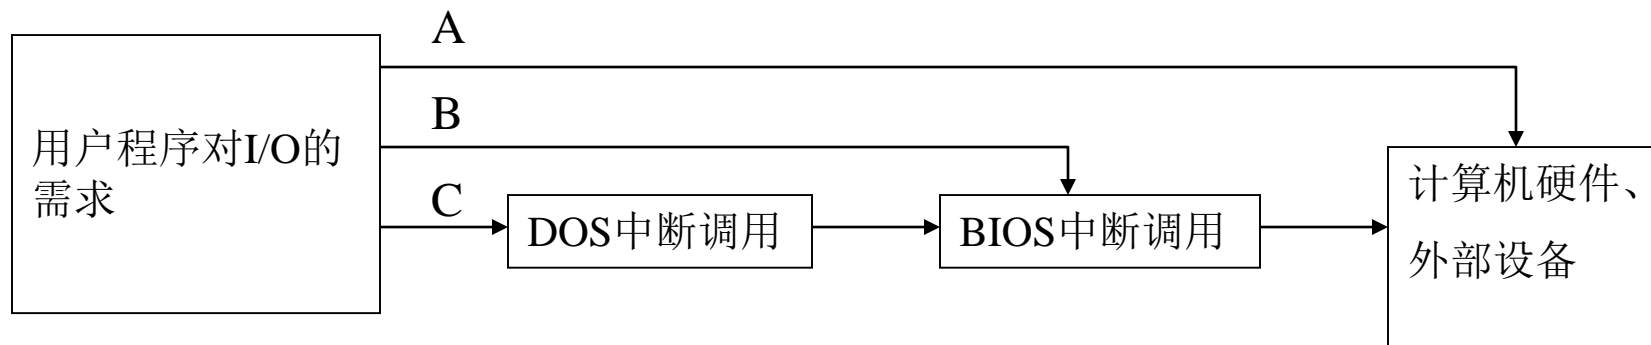 A
B
C
用户程序对I/O的
需求
DOS中断调用
BIOS中断调用
计算机硬件、
外部设备